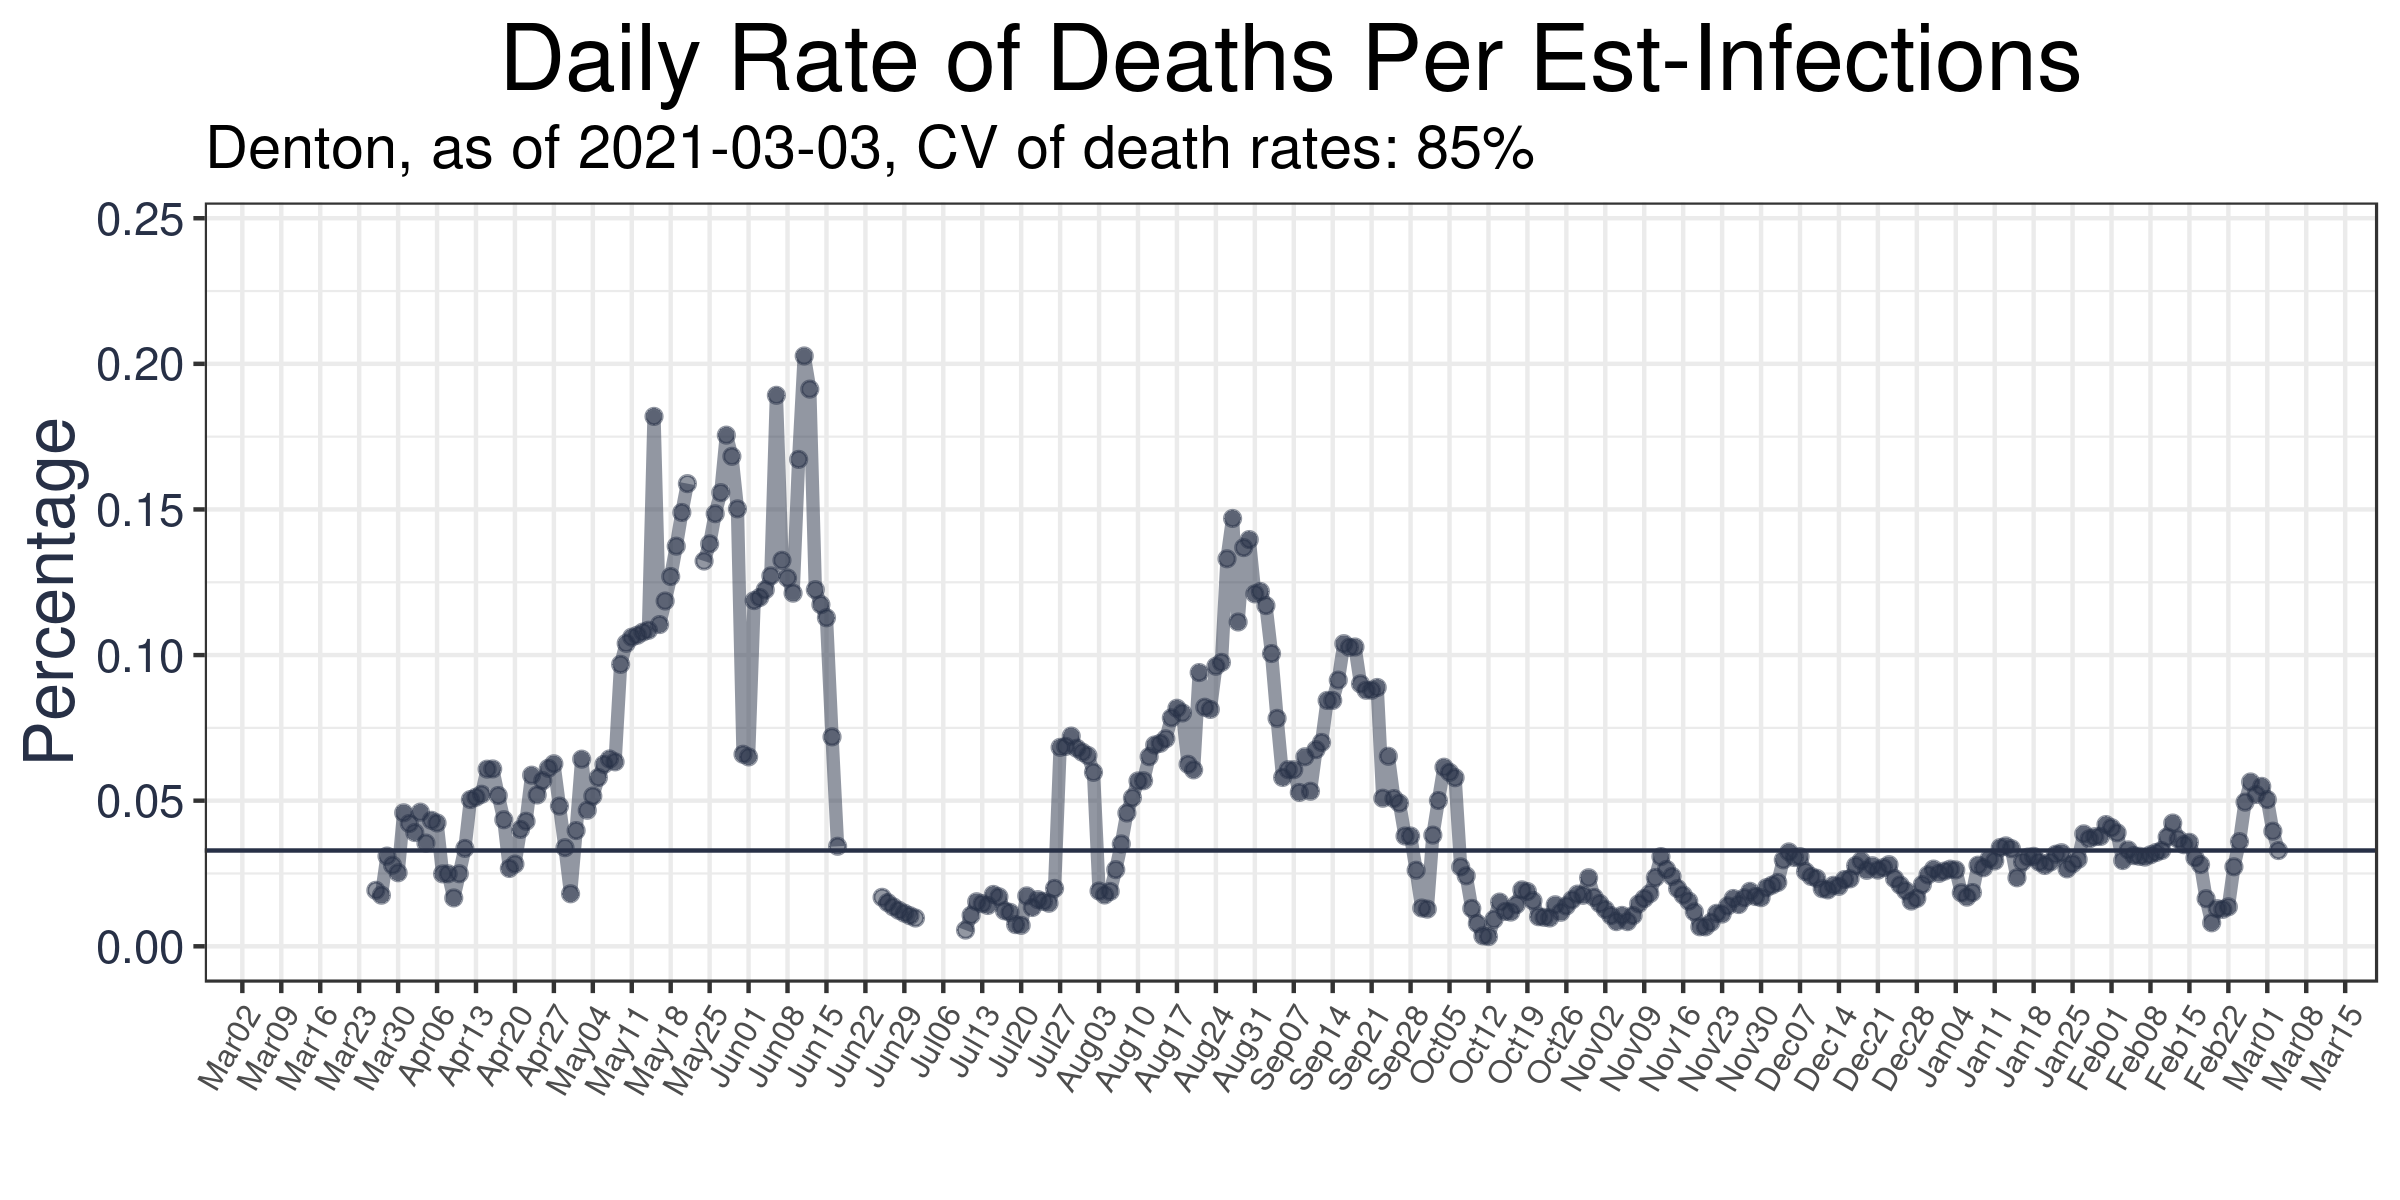 Daily Rate of Deaths Per Est-Infections
Denton, as of 2021-03-03, CV of death rates: 85%
Percentage
0.25
0.20
0.15
0.10
0.05
0.00
Mar02 Mar09 Mar16 Mar23 Mar30 Apr06 Apr13 Apr20 Apr27 May04 May11 May18 May25 Jun01 Jun08 Jun15 Jun22 Jun29 Jul06 Jul13 Jul20 Jul27 Aug03 Aug10 Aug17 Aug24 Aug31 Sep07 Sep14 Sep21 Sep28 Oct05 Oct12 Oct19 Oct26 Nov02 Nov09 Nov16 Nov23 Nov30 Dec07 Dec14 Dec21 Dec28 Jan04 Jan11 Jan18 Jan25 Feb01 Feb08 Feb15 Feb22 Mar01 Mar08 Mar15